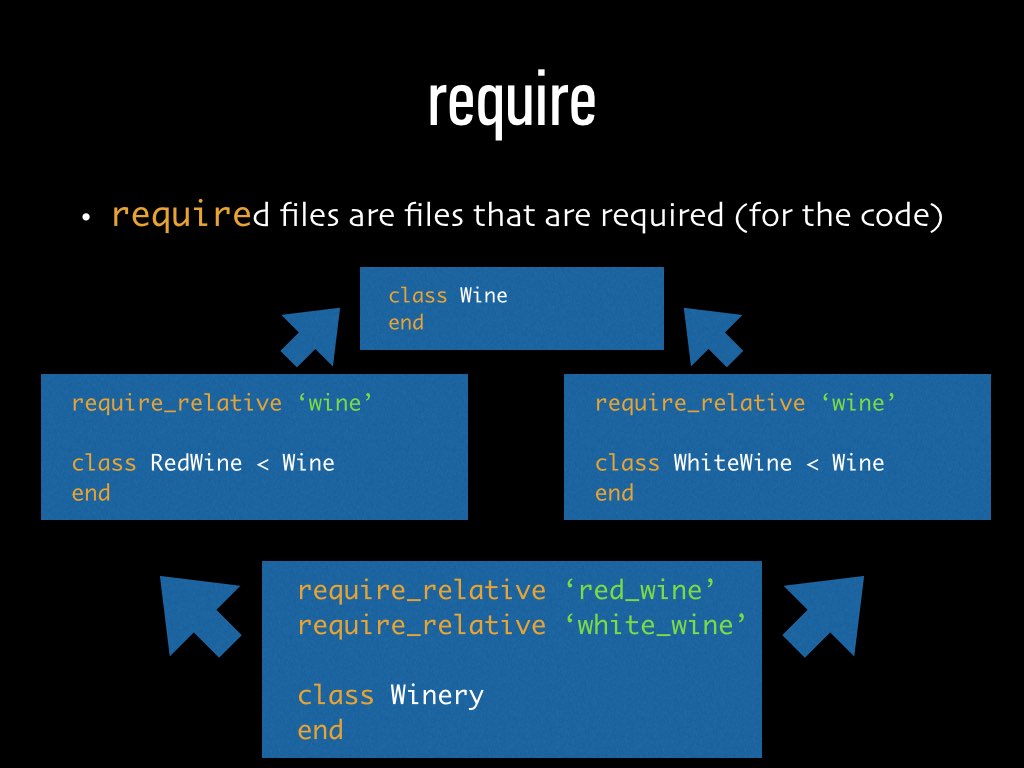 require
• required files are files that are required (for the code)
class Wine
end
require_relative ‘wine’
class RedWine < Wine
end
require_relative ‘wine’
class WhiteWine < Wine
end
require_relative ‘red_wine’
require_relative ‘white_wine’
class Winery
end